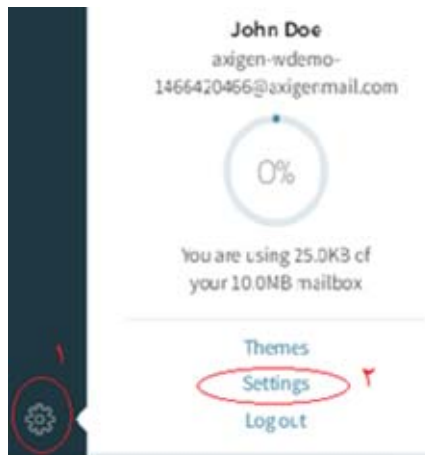 John Doe
axigen-wdemo-
1466420466@axigenmail.com
0%
You are using 25.0KB of
your 10.0MB mailbox
۱
Themes
Settings ۲
Log out